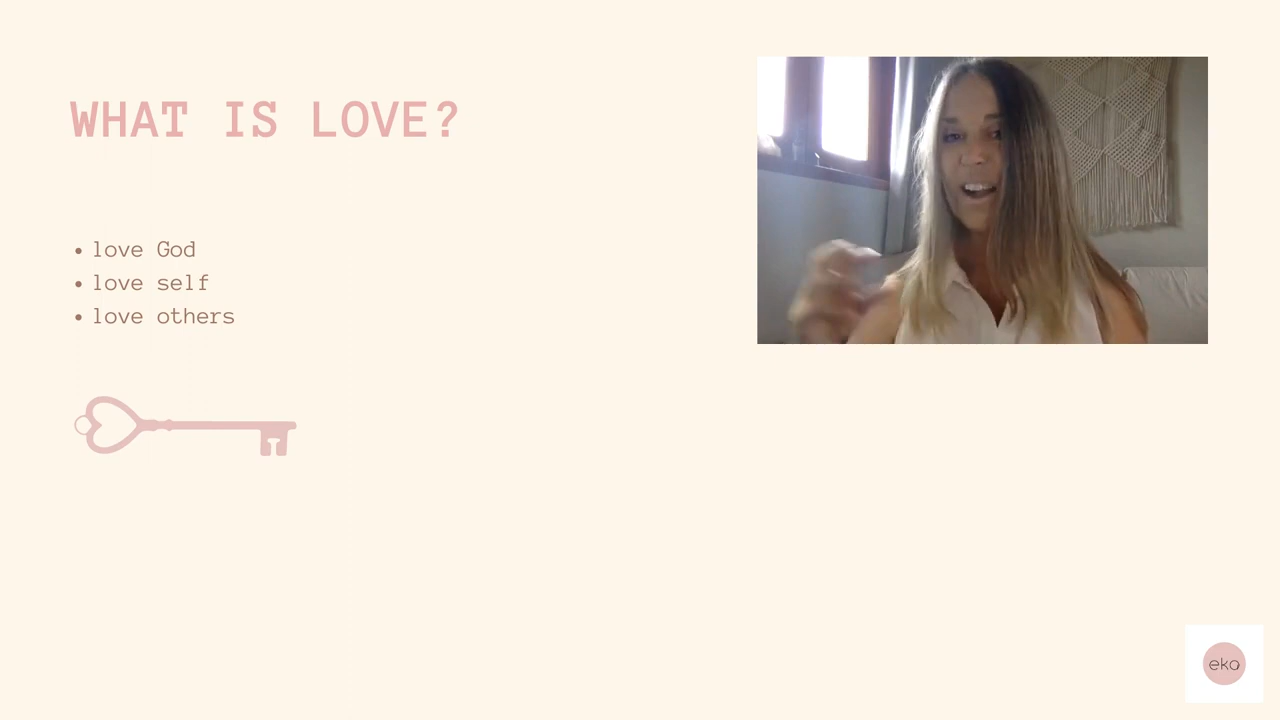 WHAT IS LOVE?
• love God
• love self
• love others
eka